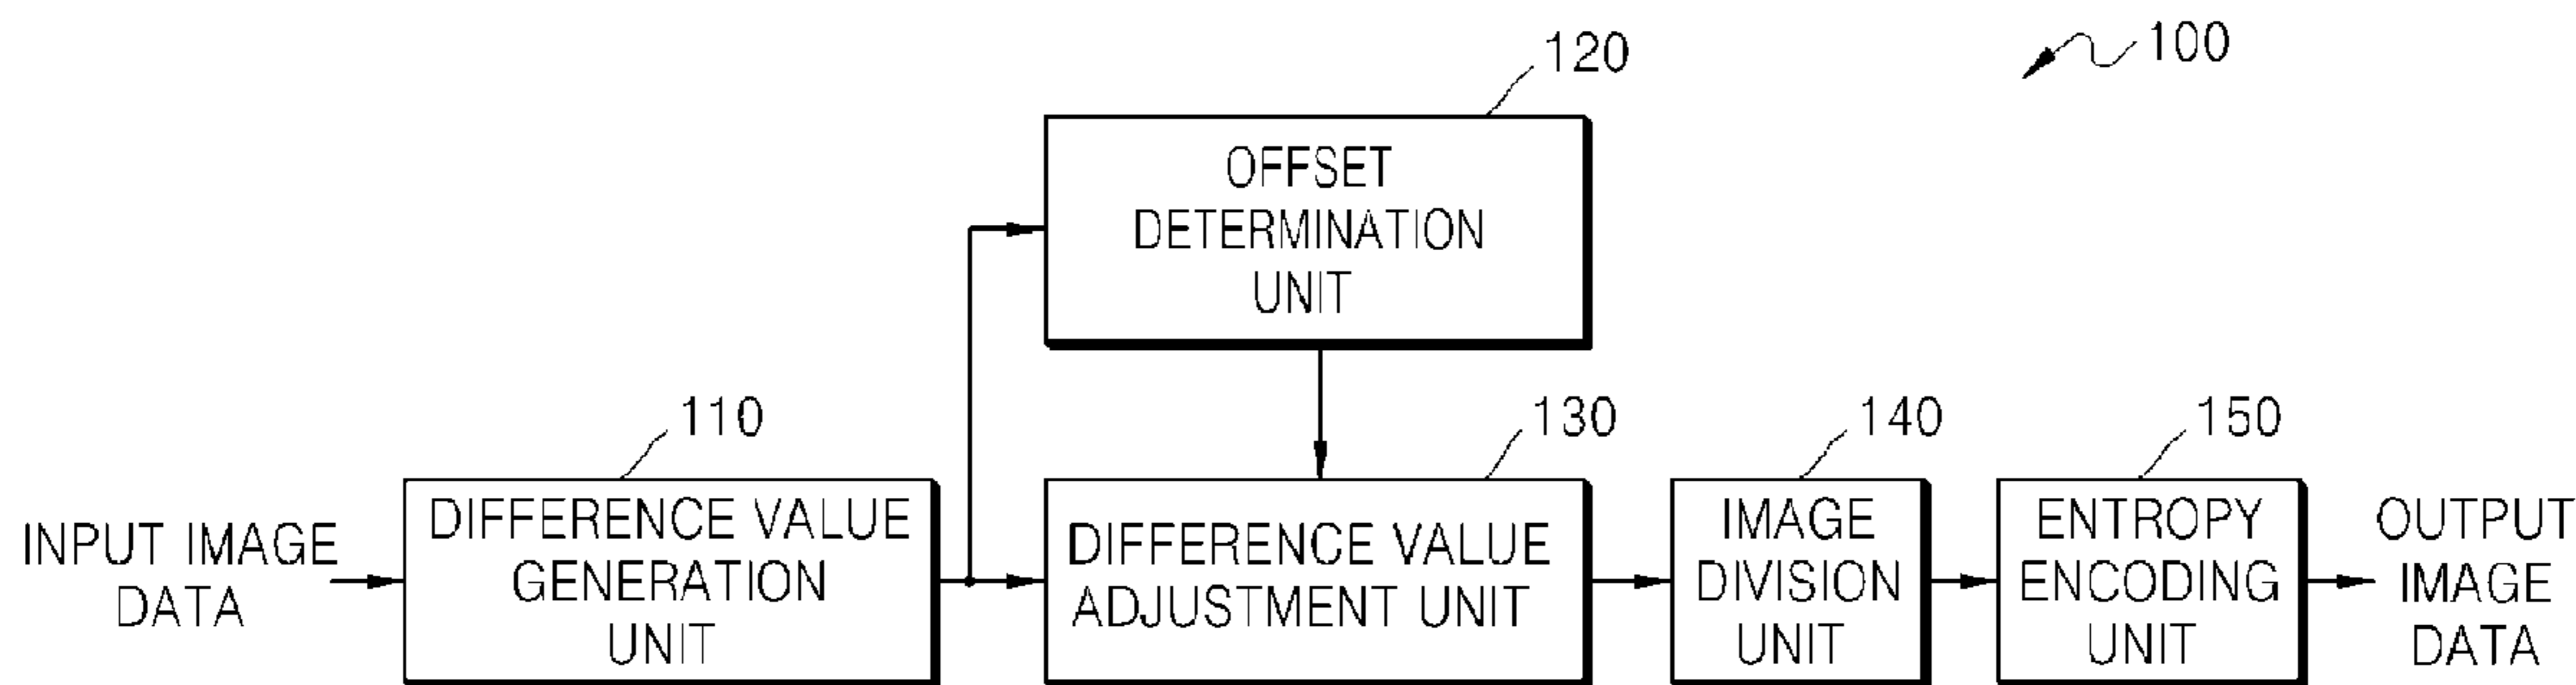 100
120
OFFSET
DETERMINATION
UNIT
110
130
140
150
INPUT IMAGE
DATA
DIFFERENCE VALUE
GENERATION
UNIT
DIFFERENCE VALUE
ADJUSTMENT UNIT
IMAGE
DIVISION
UNIT
ENTROPY
ENCODING
UNIT
OUTPUT
IMAGE
DATA